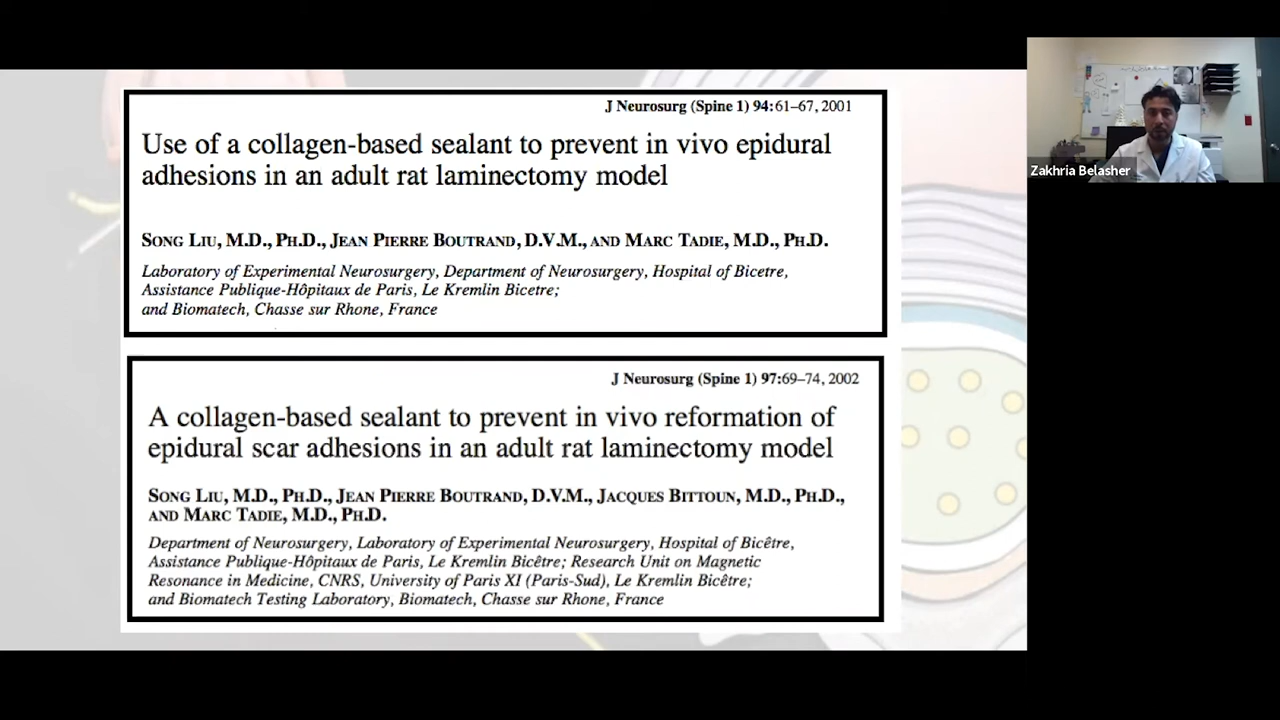 J Neurosurg (Spine 1) 94:61–67, 2001
Use of a collagen-based sealant to prevent in vivo epidural
adhesions in an adult rat laminectomy model
Song Liu, M.D., Ph.D., Jean Pierre Boutrand, D.V.M., and Marc Tadie, M.D., Ph.D.
Laboratory of Experimental Neurosurgery, Department of Neurosurgery, Hospital of Bicetre,
Assistance Publique-Hôpitaux de Paris, Le Kremlin Bicetre;
and Biomatech, Chasse sur Rhone, France
J Neurosurg (Spine 1) 97:69–74, 2002
A collagen-based sealant to prevent in vivo reformation of
epidural scar adhesions in an adult rat laminectomy model
Song Liu, M.D., Ph.D., Jean Pierre Boutrand, D.V.M., Jacques Bittoun, M.D., Ph.D.,
and Marc Tadie, M.D., Ph.D.
Department of Neurosurgery, Laboratory of Experimental Neurosurgery, Hospital of Bicêtre,
Assistance Publique-Hôpitaux de Paris, Le Kremlin Bicêtre; Research Unit on Magnetic
Resonance in Medicine, CNRS, University of Paris XI (Paris-Sud), Le Kremlin Bicêtre;
and Biomatech Testing Laboratory, Biomatech, Chasse sur Rhone, France
Zakhria Belasher